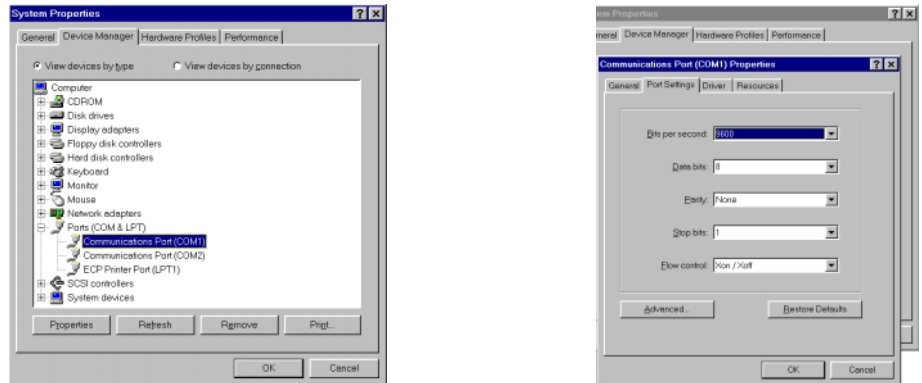 System Properties
General Device Manager Hardware Profiles Performance
View devices by type View devices by connection
Computer
CDROM
Disk drives
Display adapters
Floppy disk controllers
Hard disk controllers
Keyboard
Monitor
Mouse
Network adapters
Ports (COM & LPT)
Communications Port (COM1)
Communications Port (COM2)
ECP Printer Port (LPT1)
SCSI controllers
System devices
Properties Refresh Remove Print...
OK Cancel
em Properties
neral Device Manager Hardware Profiles Performance
Communications Port (COM1) Properties
General Port Settings Driver Resources
Bits per second: 9600
Data bits: 8
Parity: None
Stop bits: 1
Flow control: Xon / Xoff
Advanced... Restore Defaults
OK Cancel